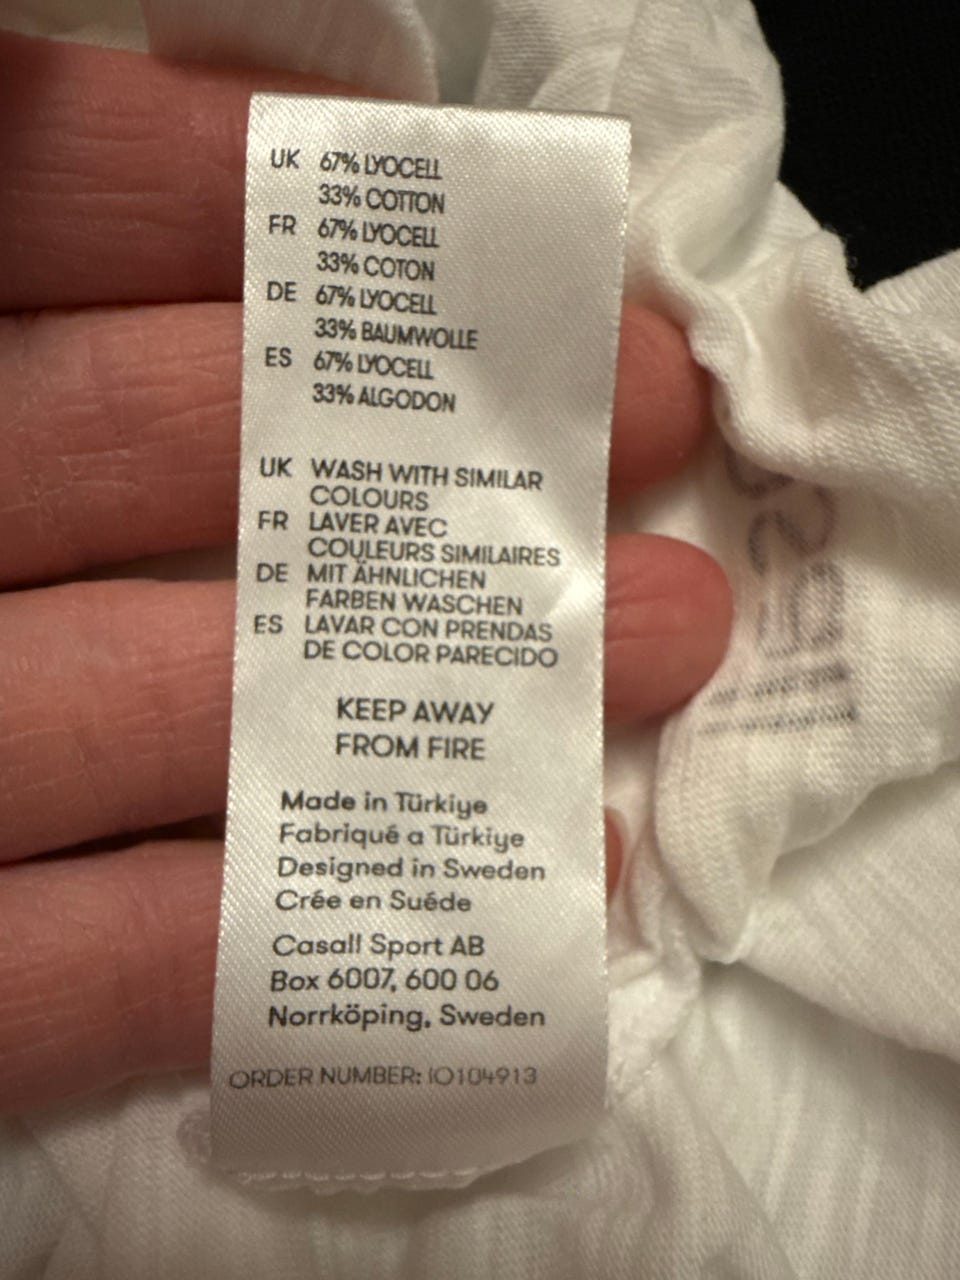 UK 67% LYOCELL
33% COTTON
FR 67% LYOCELL
33% COTON
DE 67% LYOCELL
33% BAUMWOLLE
ES 67% LYOCELL
33% ALGODON
UK WASH WITH SIMILAR
COLOURS
FR LAVER AVEC
COULEURS SIMILAIRES
DE MIT ÄHNLICHEN
FARBEN WASCHEN
ES LAVAR CON PRENDAS
DE COLOR PARECIDO
KEEP AWAY
FROM FIRE
Made in Türkiye
Fabriqué a Türkiye
Designed in Sweden
Crée en Suéde
Casall Sport AB
Box 6007, 600 06
Norrköping, Sweden
ORDER NUMBER: IO104913